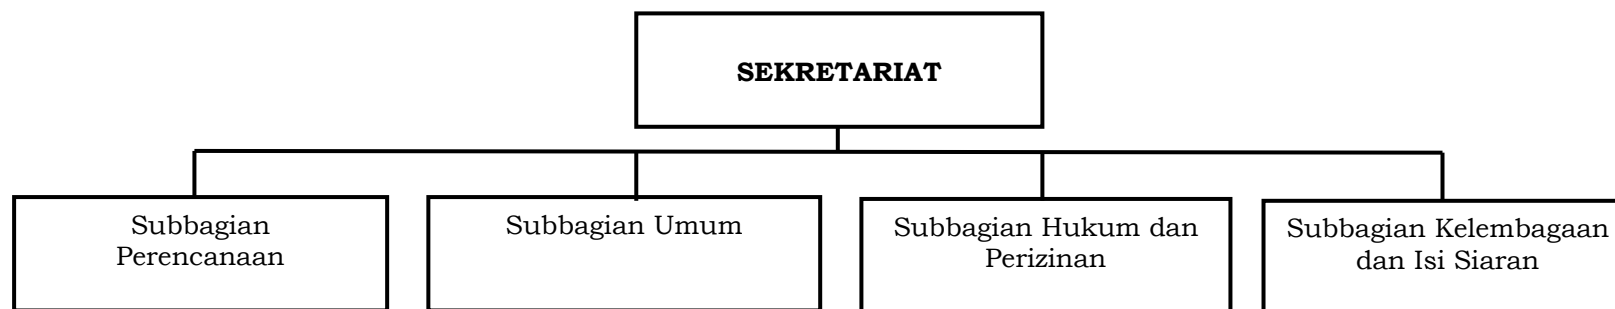 SEKRETARIAT
Subbagian
Perencanaan
Subbagian Umum
Subbagian Hukum dan
Perizinan
Subbagian Kelembagaan
dan Isi Siaran